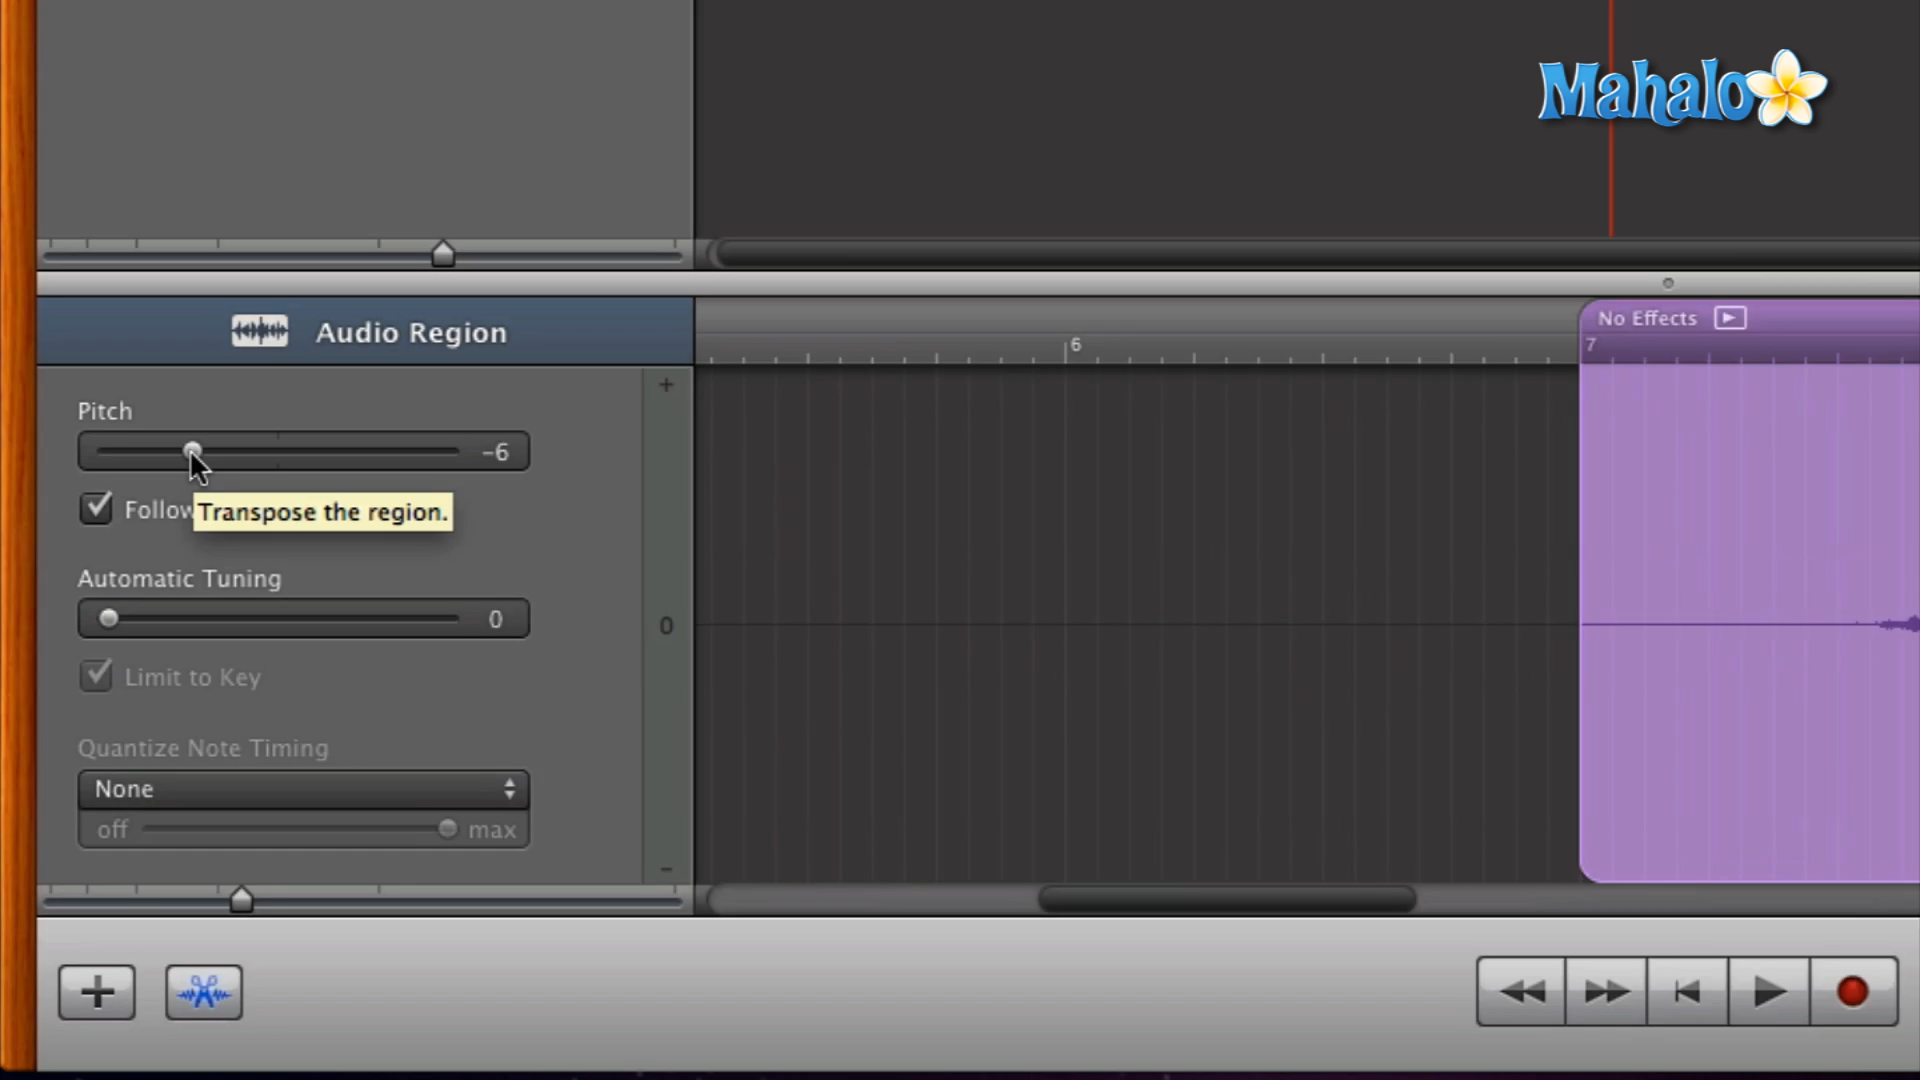 Mahalo
Audio Region
No Effects
6
7
Pitch
+
-6
Follow
Transpose the region.
Automatic Tuning
0
0
Limit to Key
Quantize Note Timing
None
off
max
-